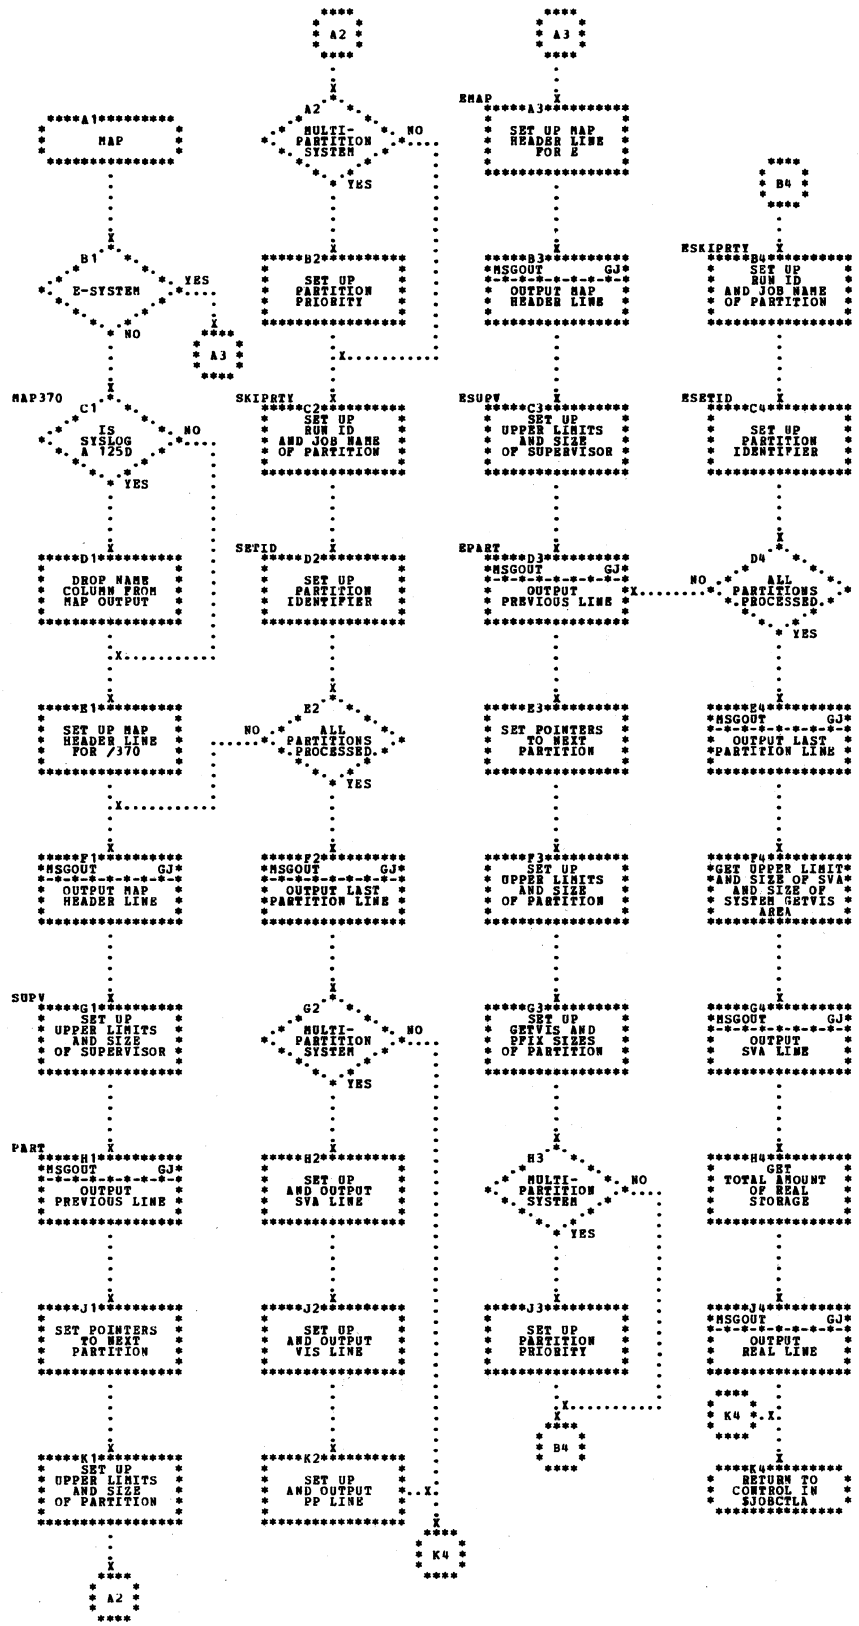 A1
MAP
B1
E-SYSTEM
YES
NO
A3
MAP370
C1
IS
SYSLOG
A 125D
NO
YES
D1
DROP NAME
COLUMN FROM
MAP OUTPUT
E1
SET UP MAP
HEADER LINE
FOR /370
F1
MSGOUT GJ
OUTPUT MAP
HEADER LINE
SUPV
G1
SET UP
UPPER LIMITS
AND SIZE
OF SUPERVISOR
PART
H1
MSGOUT GJ
OUTPUT
PREVIOUS LINE
J1
SET POINTERS
TO NEXT
PARTITION
K1
SET UP
UPPER LIMITS
AND SIZE
OF PARTITION
A2
A2
A2
MULTI-
PARTITION
SYSTEM
NO
YES
B2
SET UP
PARTITION
PRIORITY
SKIPRTY
C2
SET UP
RUN ID
AND JOB NAME
OF PARTITION
SETID
D2
SET UP
PARTITION
IDENTIFIER
E2
ALL
PARTITIONS
PROCESSED
NO
YES
F2
MSGOUT GJ
OUTPUT LAST
PARTITION LINE
G2
MULTI-
PARTITION
SYSTEM
NO
YES
H2
SET UP
AND OUTPUT
SVA LINE
J2
SET UP
AND OUTPUT
VIS LINE
K2
SET UP
AND OUTPUT
PP LINE
K4
A3
EMAP
A3
SET UP MAP
HEADER LINE
FOR E
B3
MSGOUT GJ
OUTPUT MAP
HEADER LINE
ESUPV
C3
SET UP
UPPER LIMITS
AND SIZE
OF SUPERVISOR
EPART
D3
MSGOUT GJ
OUTPUT
PREVIOUS LINE
E3
SET POINTERS
TO NEXT
PARTITION
F3
SET UP
UPPER LIMITS
AND SIZE
OF PARTITION
G3
SET UP
GETVIS AND
PFIX SIZES
OF PARTITION
H3
MULTI-
PARTITION
SYSTEM
NO
YES
J3
SET UP
PARTITION
PRIORITY
B4
B4
ESKIPRTY
B4
SET UP
RUN ID
AND JOB NAME
OF PARTITION
ESETID
C4
SET UP
PARTITION
IDENTIFIER
D4
ALL
PARTITIONS
PROCESSED
NO
YES
E4
MSGOUT GJ
OUTPUT LAST
PARTITION LINE
F4
GET UPPER LIMIT
AND SIZE OF SVA
AND SIZE OF
SYSTEM GETVIS
AREA
G4
MSGOUT GJ
OUTPUT
SVA LINE
H4
GET
TOTAL AMOUNT
OF REAL
STORAGE
J4
MSGOUT GJ
OUTPUT
REAL LINE
K4
K4
RETURN TO
CONTROL IN
$JOBCTLA